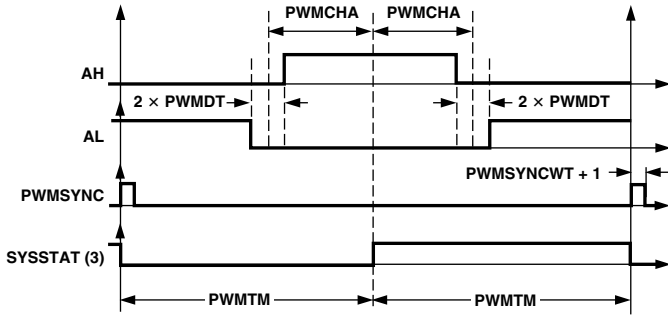 PWMCHA PWMCHA
AH
2 × PWMDT 2 × PWMDT
AL
PWMSYNCWT + 1
PWMSYNC
SYSSTAT (3)
PWMTM PWMTM